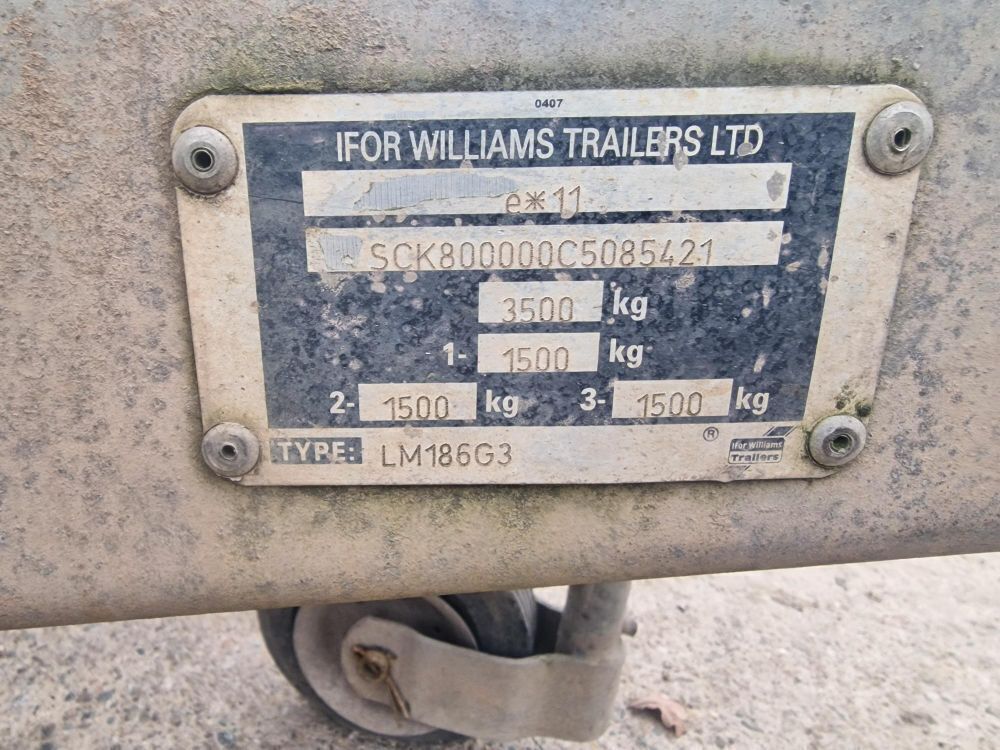 0407
IFOR WILLIAMS TRAILERS LTD
e*11
SCK800000C5085421
3500 kg
1- 1500 kg
2- 1500 kg 3- 1500 kg
TYPE: LM186G3 ® Ifor Williams
Trailers